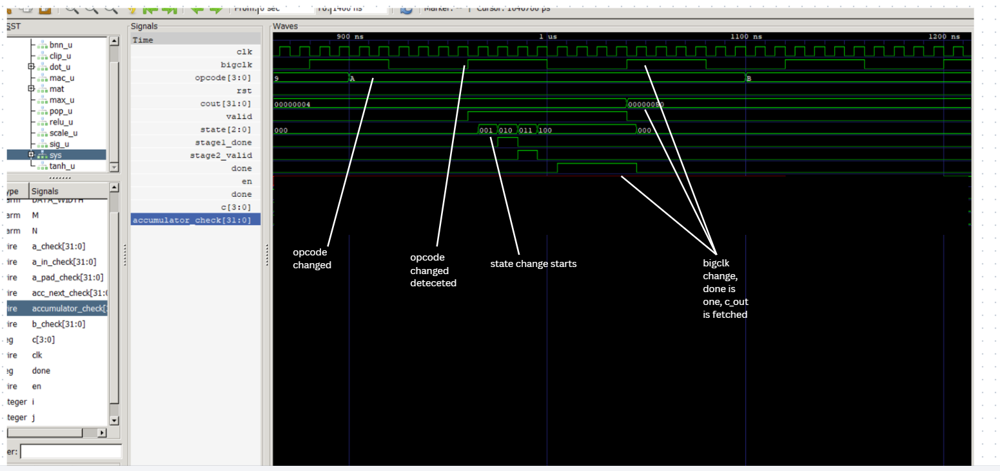 From: 0 sec To: 1400 ns Marker: -- | Cursor: 1040700 ps
SST
bnn_u
clip_u
dot_u
mac_u
mat
max_u
pop_u
relu_u
scale_u
sig_u
sys
tanh_u
ype Signals
arm DATA_WIDTH
arm M
arm N
ire a_check[31:0]
ire a_in_check[31:0]
ire a_pad_check[31:0]
ire acc_next_check[31:0
ire accumulator_check[
ire b_check[31:0]
eg c[3:0]
ire clk
eg done
ire en
teger i
teger j
er:
Signals
Time
clk
bigclk
opcode[3:0]
rst
cout[31:0]
valid
state[2:0]
stage1_done
stage2_valid
done
en
done
c[3:0]
accumulator_check[31:0]
Waves
900 ns 1 us 1100 ns 1200 ns
9 A B
00000004 00000050
000 001 010 011 100 000
opcode
changed
opcode
changed
deteceted
state change starts
bigclk
change,
done is
one, c_out
is fetched